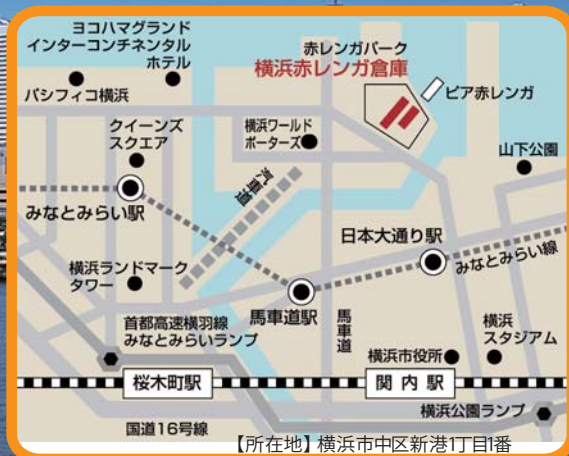 ヨコハマグランド
インターコンチネンタル
ホテル
パシフィコ横浜
赤レンガパーク
横浜赤レンガ倉庫
ピア赤レンガ
クイーンズ
スクエア
横浜ワールド
ポーターズ
山下公園
汽車道
みなとみらい駅
日本大通り駅
みなとみらい線
横浜ランドマーク
タワー
馬車道駅
馬車道
首都高速横羽線
みなとみらいランプ
横浜
スタジアム
横浜市役所
桜木町駅
関内駅
横浜公園ランプ
国道16号線
【所在地】横浜市中区新港1丁目1番